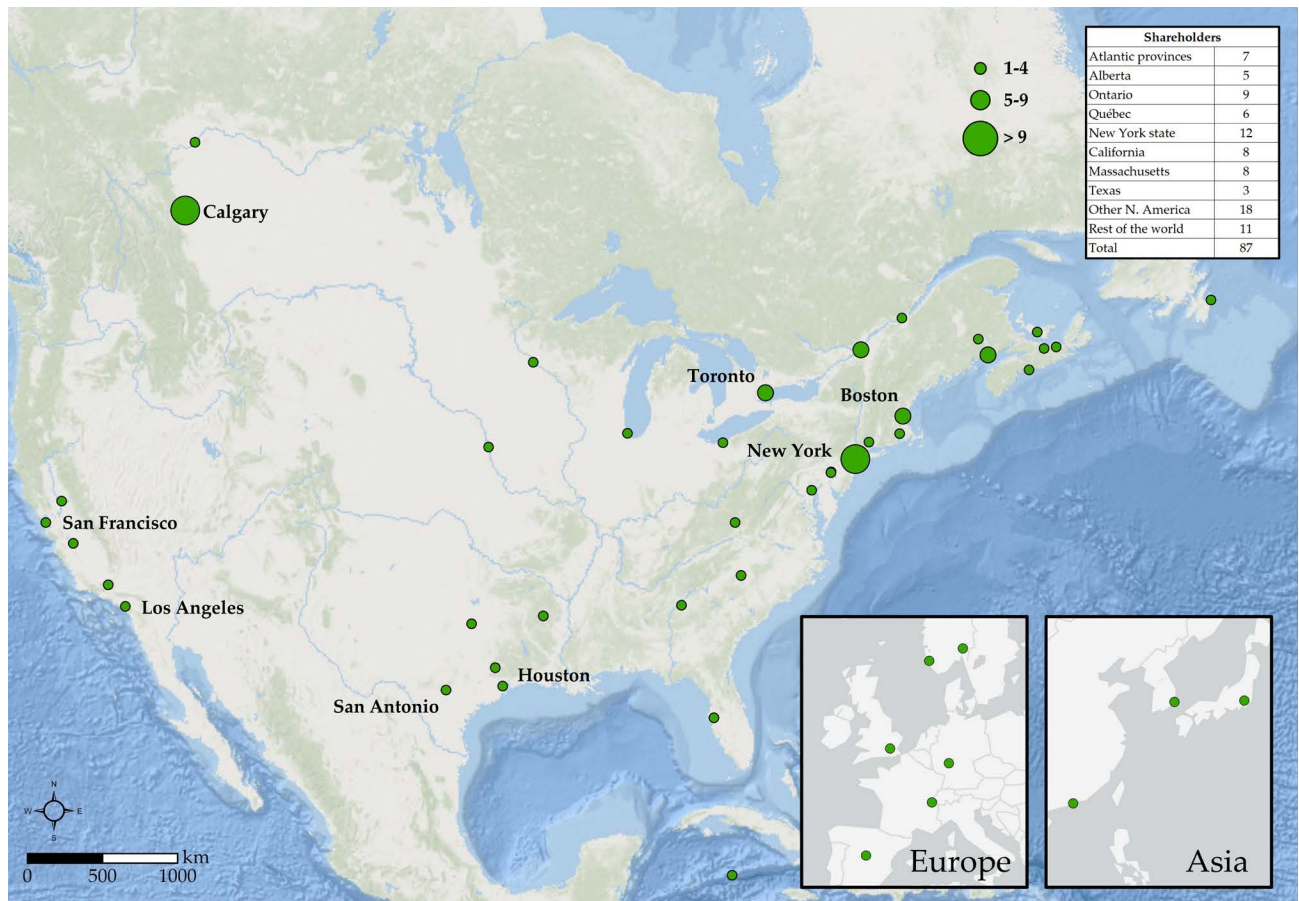 Shareholders
Atlantic provinces 7
Alberta 5
Ontario 9
Québec 6
New York state 12
California 8
Massachusetts 8
Texas 3
Other N. America 18
Rest of the world 11
Total 87
1-4
5-9
> 9
Calgary
Toronto
Boston
New York
San Francisco
Los Angeles
Houston
San Antonio
N
W E
S
km
0 500 1000
Europe
Asia